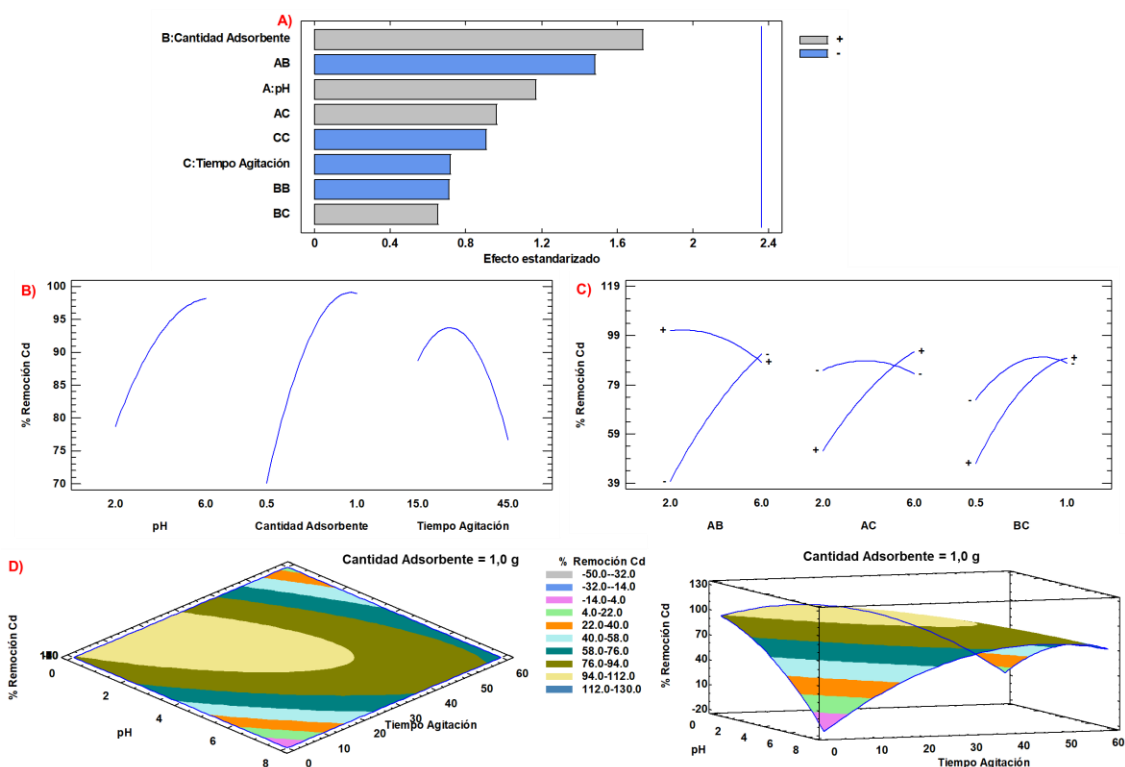 A)
B:Cantidad Adsorbente
AB
A:pH
AC
CC
C:Tiempo Agitación
BB
BC
0 0.4 0.8 1.2 1.6 2 2.4
Efecto estandarizado
+
-
B)
100
95
90
85
80
75
70
% Remoción Cd
2.0 6.0 0.5 1.0 15.0 45.0
pH Cantidad Adsorbente Tiempo Agitación
C)
119
99
79
59
39
% Remoción Cd
+ - + - - + + - - + - +
2.0 6.0 2.0 6.0 0.5 1.0
AB AC BC
D)
Cantidad Adsorbente = 1,0 g
% Remoción Cd
0 2 4 6 8
pH
0 10 20 30 40 50 60
Tiempo Agitación
% Remoción Cd
-50.0--32.0
-32.0--14.0
-14.0-4.0
4.0-22.0
22.0-40.0
40.0-58.0
58.0-76.0
76.0-94.0
94.0-112.0
112.0-130.0
Cantidad Adsorbente = 1,0 g
130
100
70
40
10
-20
% Remoción Cd
0 2 4 6 8
pH
0 10 20 30 40 50 60
Tiempo Agitación